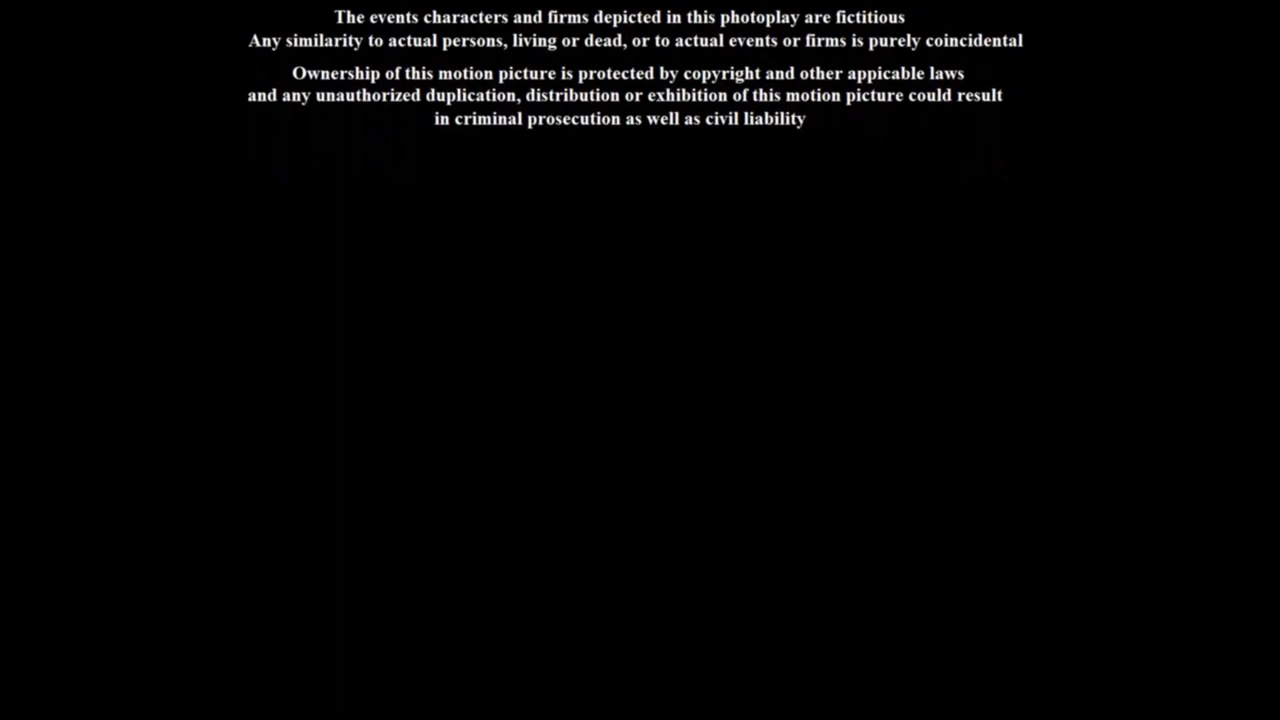 The events characters and firms depicted in this photoplay are fictitious
Any similarity to actual persons, living or dead, or to actual events or firms is purely coincidental
Ownership of this motion picture is protected by copyright and other appicable laws
and any unauthorized duplication, distribution or exhibition of this motion picture could result
in criminal prosecution as well as civil liability